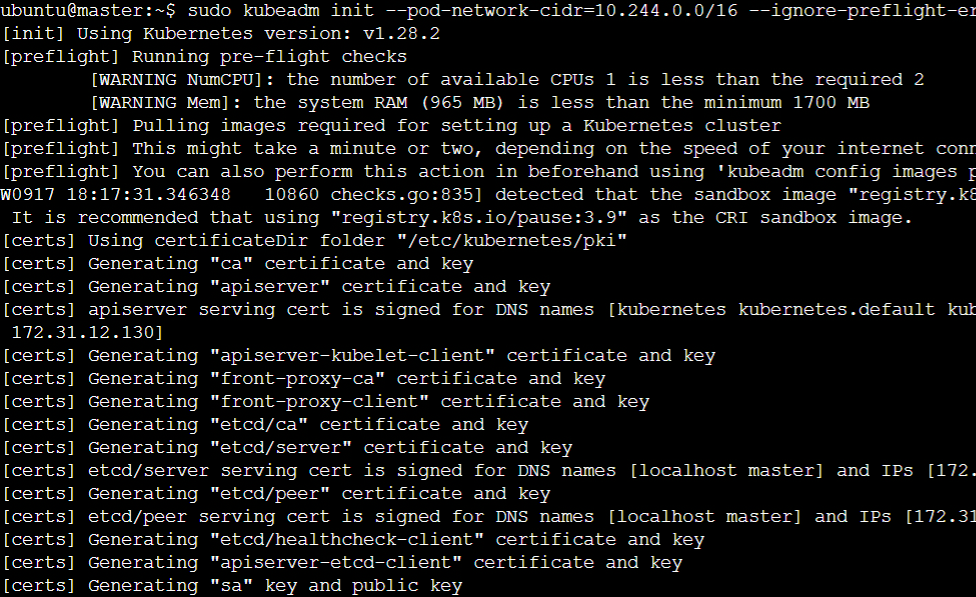 ubuntu@master:~$ sudo kubeadm init --pod-network-cidr=10.244.0.0/16 --ignore-preflight-er
[init] Using Kubernetes version: v1.28.2
[preflight] Running pre-flight checks
[WARNING NumCPU]: the number of available CPUs 1 is less than the required 2
[WARNING Mem]: the system RAM (965 MB) is less than the minimum 1700 MB
[preflight] Pulling images required for setting up a Kubernetes cluster
[preflight] This might take a minute or two, depending on the speed of your internet conn
[preflight] You can also perform this action in beforehand using 'kubeadm config images p
W0917 18:17:31.346348   10860 checks.go:835] detected that the sandbox image "registry.k8
It is recommended that using "registry.k8s.io/pause:3.9" as the CRI sandbox image.
[certs] Using certificateDir folder "/etc/kubernetes/pki"
[certs] Generating "ca" certificate and key
[certs] Generating "apiserver" certificate and key
[certs] apiserver serving cert is signed for DNS names [kubernetes kubernetes.default kub
172.31.12.130]
[certs] Generating "apiserver-kubelet-client" certificate and key
[certs] Generating "front-proxy-ca" certificate and key
[certs] Generating "front-proxy-client" certificate and key
[certs] Generating "etcd/ca" certificate and key
[certs] Generating "etcd/server" certificate and key
[certs] etcd/server serving cert is signed for DNS names [localhost master] and IPs [172.
[certs] Generating "etcd/peer" certificate and key
[certs] etcd/peer serving cert is signed for DNS names [localhost master] and IPs [172.31
[certs] Generating "etcd/healthcheck-client" certificate and key
[certs] Generating "apiserver-etcd-client" certificate and key
[certs] Generating "sa" key and public key